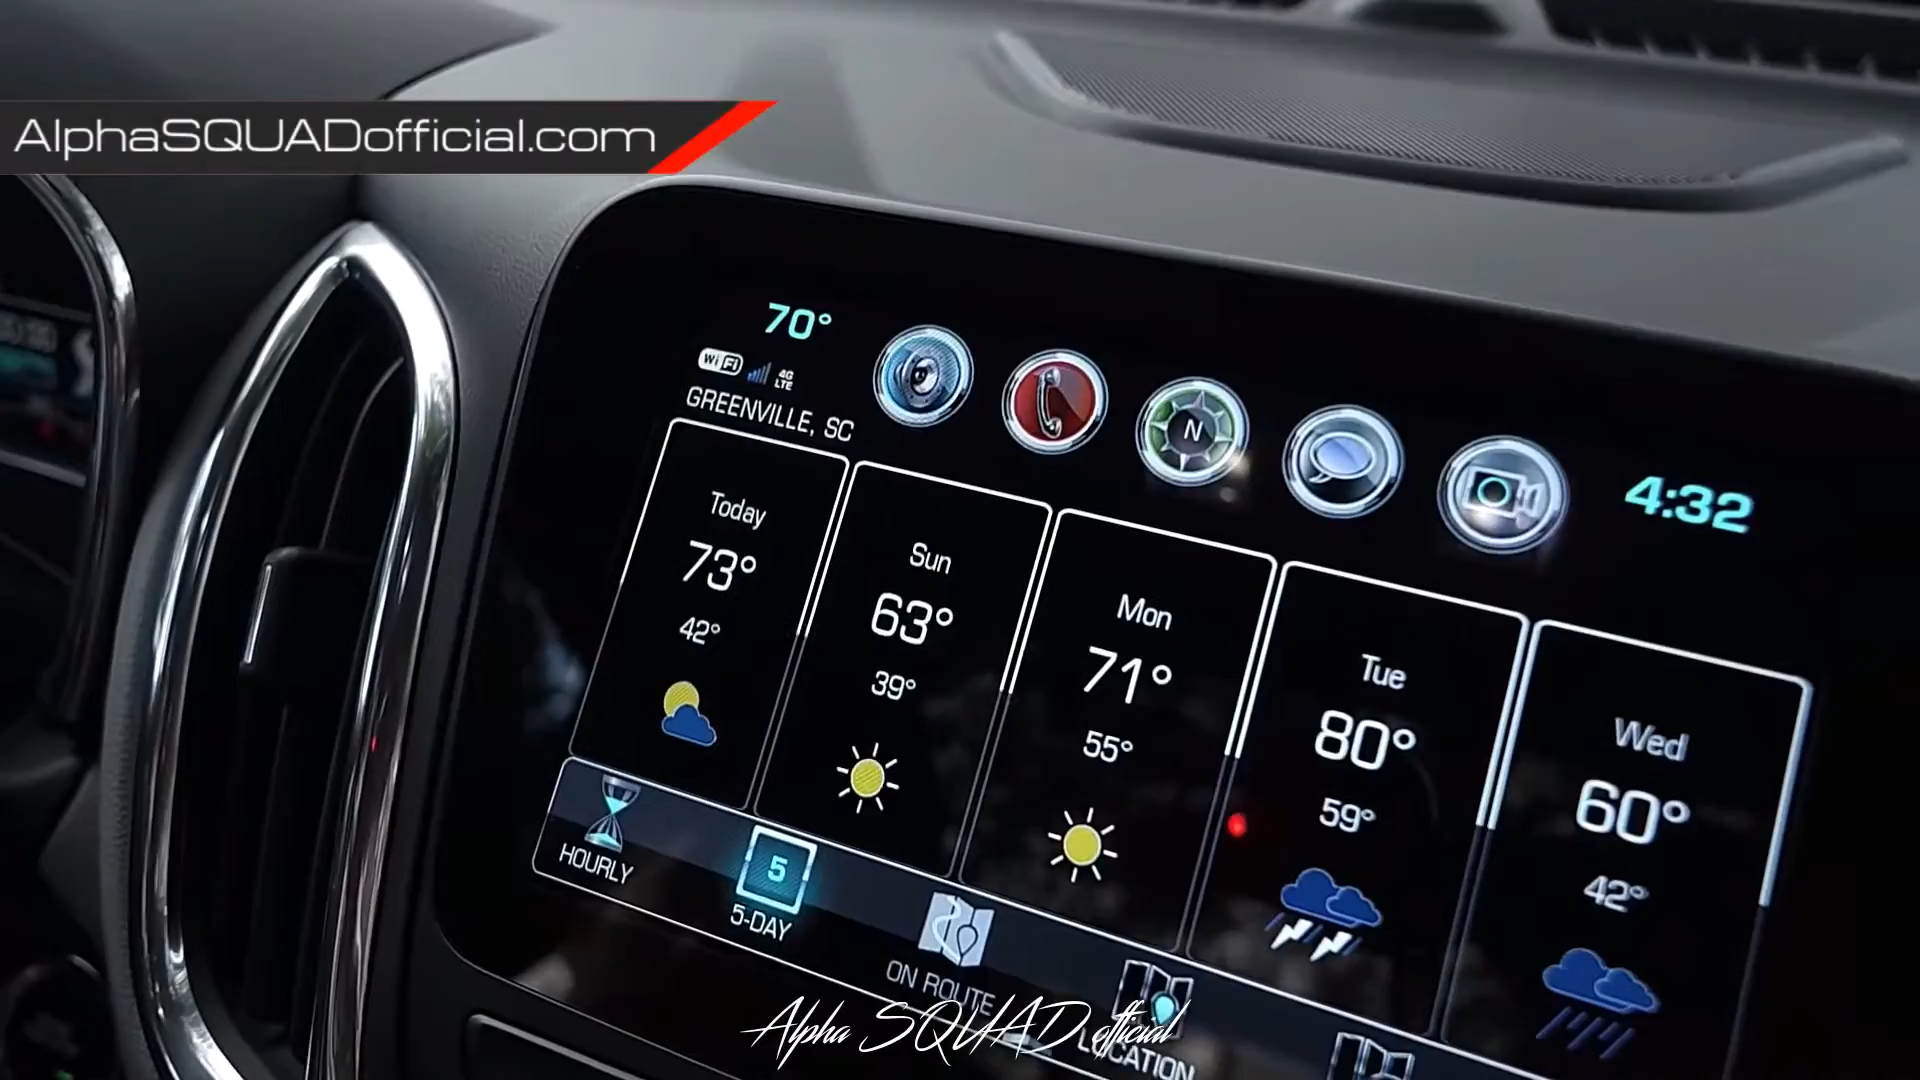 AlphaSQUADofficial.com
70°
WiFi
4G
LTE
GREENVILLE, SC
N
4:32
Today
73°
42°
Sun
63°
39°
Mon
71°
55°
Tue
80°
59°
Wed
60°
42°
HOURLY
5
5-DAY
ON ROUTE
LOCATION
Alpha SQUAD official